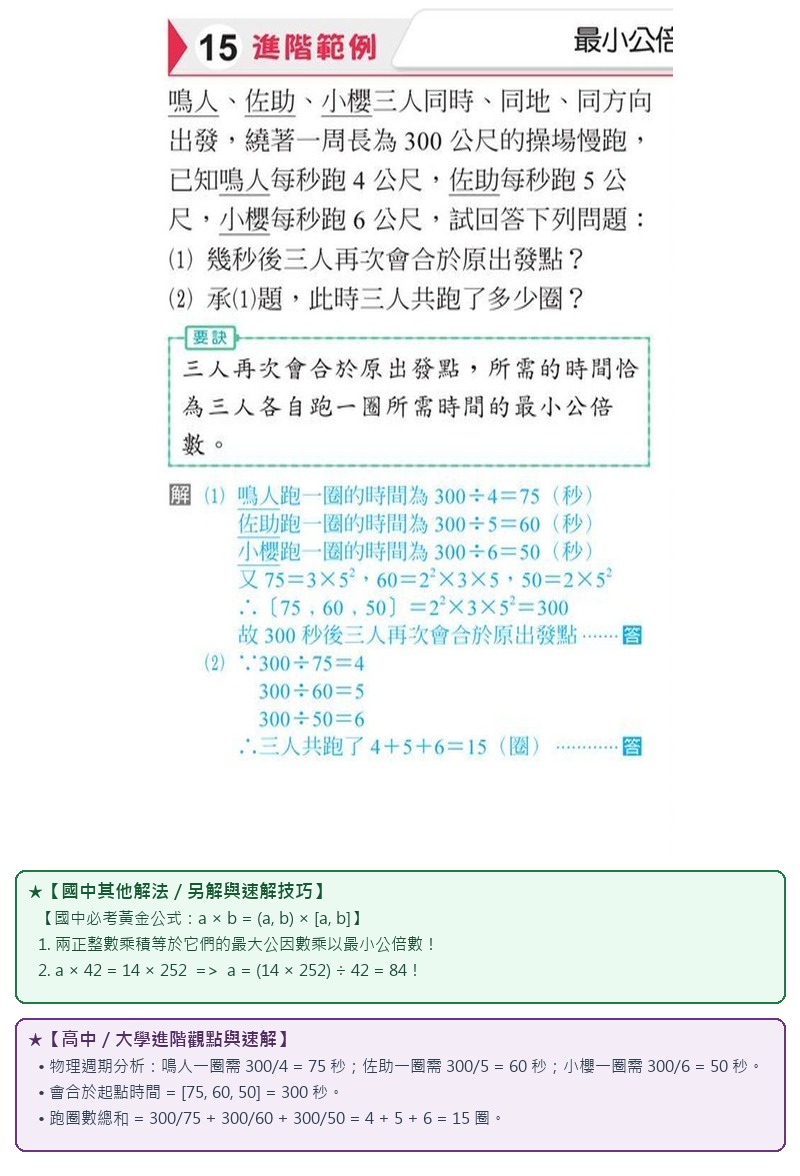 15 進階範例
最小公倍
鳴人、佐助、小櫻三人同時、同地、同方向
出發，繞著一周長為 300 公尺的操場慢跑，
已知鳴人每秒跑 4 公尺，佐助每秒跑 5 公
尺，小櫻每秒跑 6 公尺，試回答下列問題：
⑴ 幾秒後三人再次會合於原出發點？
⑵ 承⑴題，此時三人共跑了多少圈？
要訣
三人再次會合於原出發點，所需的時間恰
為三人各自跑一圈所需時間的最小公倍
數。
解 ⑴ 鳴人跑一圈的時間為 300÷4＝75（秒）
佐助跑一圈的時間為 300÷5＝60（秒）
小櫻跑一圈的時間為 300÷6＝50（秒）
又 75＝3×5²，60＝2²×3×5，50＝2×5²
∴〔75，60，50〕＝2²×3×5²＝300
故 300 秒後三人再次會合於原出發點 ⋯⋯ 答
⑵ ∵300÷75＝4
300÷60＝5
300÷50＝6
∴三人共跑了 4＋5＋6＝15（圈） ⋯⋯⋯⋯ 答
★【國中其他解法 / 另解與速解技巧】
【國中必考黃金公式：a × b = (a, b) × [a, b]】
1. 兩正整數乘積等於它們的最大公因數乘以最小公倍數！
2. a × 42 = 14 × 252 => a = (14 × 252) ÷ 42 = 84！
★【高中 / 大學進階觀點與速解】
• 物理週期分析：鳴人一圈需 300/4 = 75 秒；佐助一圈需 300/5 = 60 秒；小櫻一圈需 300/6 = 50 秒。
• 會合於起點時間 = [75, 60, 50] = 300 秒。
• 跑圈數總和 = 300/75 + 300/60 + 300/50 = 4 + 5 + 6 = 15 圈。